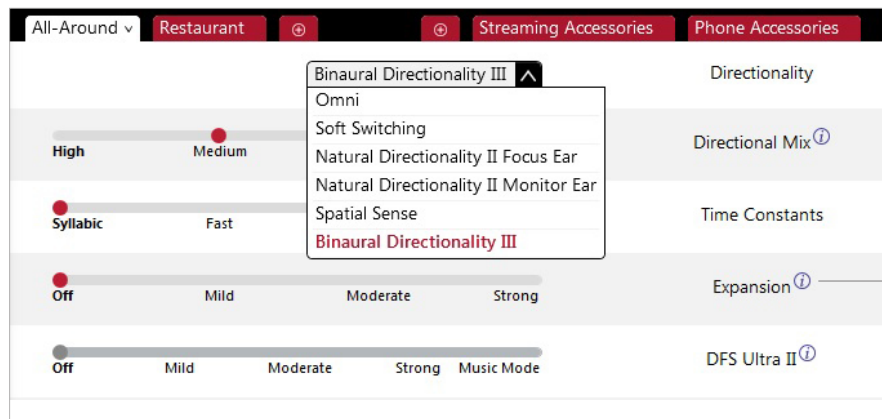 All-Around Restaurant Streaming Accessories Phone Accessories
Binaural Directionality III Directionality
Omni
Soft Switching
Natural Directionality II Focus Ear
Natural Directionality II Monitor Ear
Spatial Sense
Binaural Directionality III
High Medium Directional Mix
Syllabic Fast Time Constants
Off Mild Moderate Strong Expansion
Off Mild Moderate Strong Music Mode DFS Ultra II